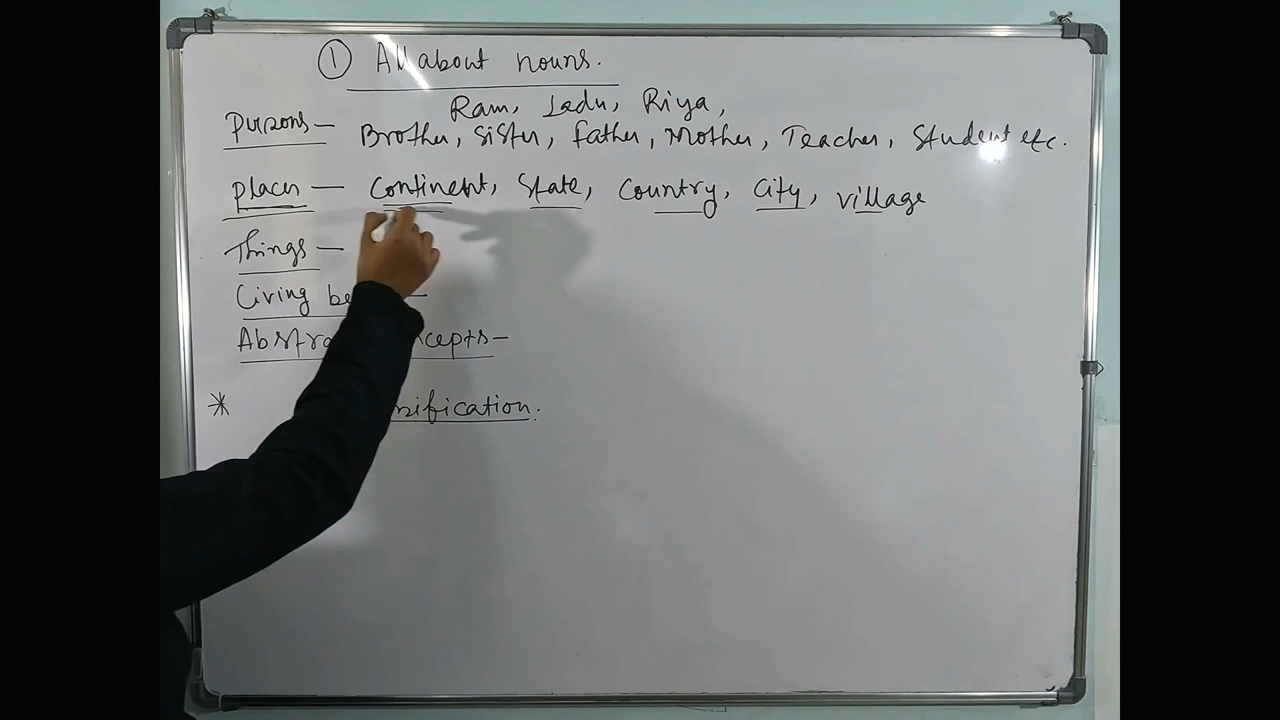 ① All about nouns.
Ram, Ladu, Riya,
Persons – Brother, Sister, Father, Mother, Teacher, Student etc.
Places – Continent, State, Country, City, village
Things –
Living be –
Abstra cepts –
* sification.